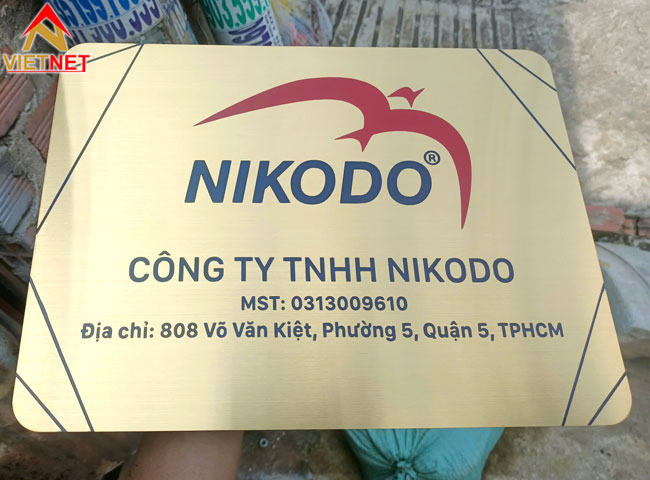 VIETNET
NIKODO®
CÔNG TY TNHH NIKODO
MST: 0313009610
Địa chỉ: 808 Võ Văn Kiệt, Phường 5, Quận 5, TPHCM